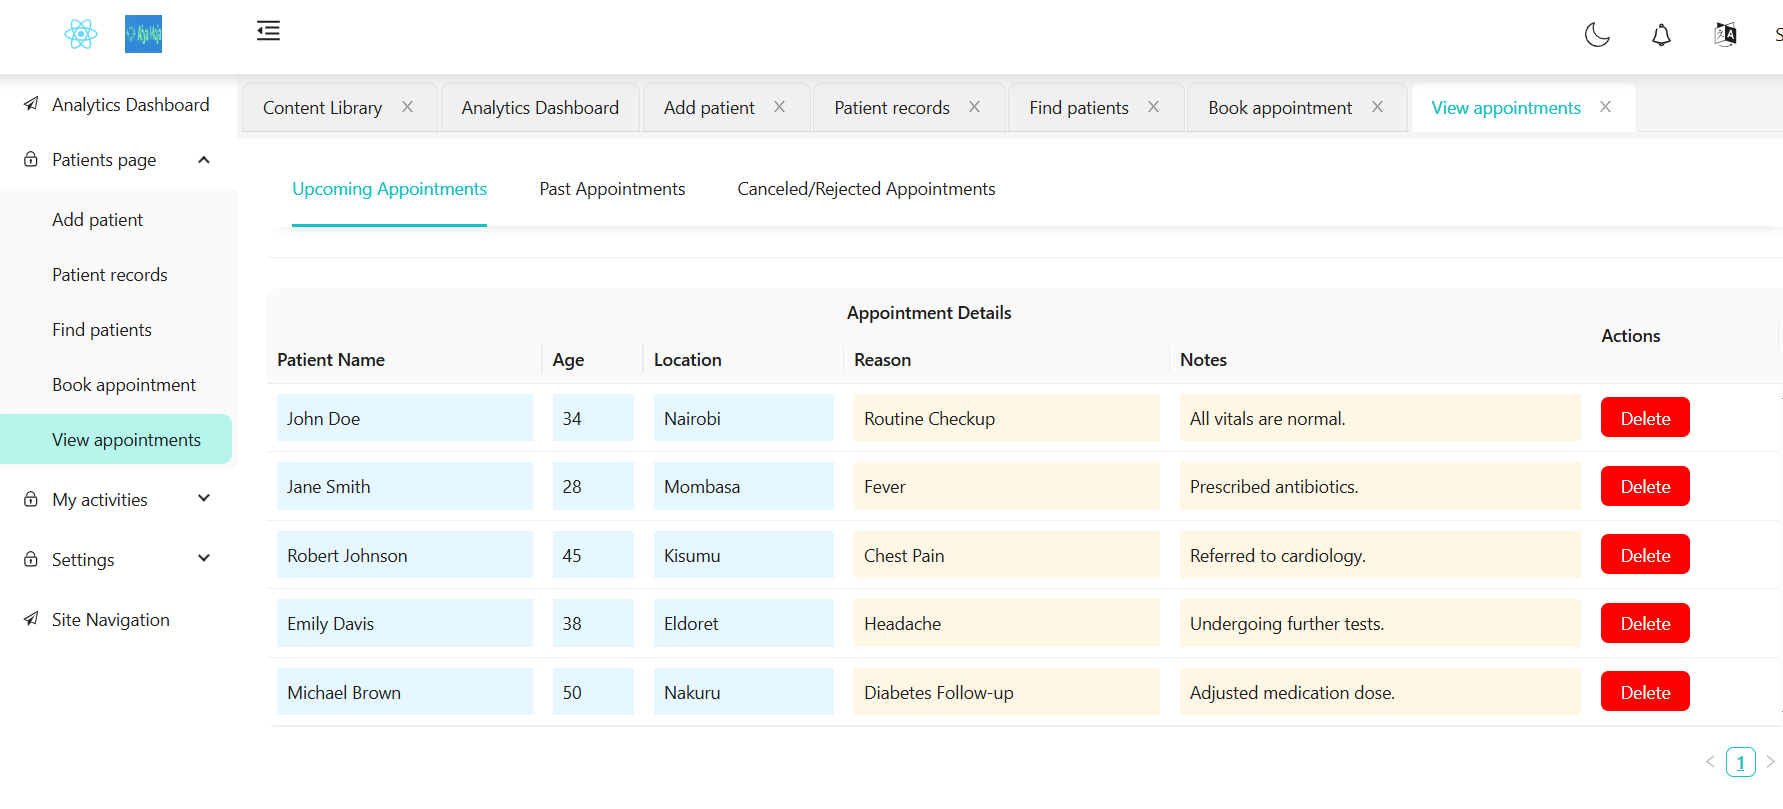 Afya Moja
S
Analytics Dashboard
Patients page
Add patient
Patient records
Find patients
Book appointment
View appointments
My activities
Settings
Site Navigation
Content Library
Analytics Dashboard
Add patient
Patient records
Find patients
Book appointment
View appointments
Upcoming Appointments
Past Appointments
Canceled/Rejected Appointments
Appointment Details
Actions
Patient Name Age Location Reason Notes
John Doe 34 Nairobi Routine Checkup All vitals are normal. Delete
Jane Smith 28 Mombasa Fever Prescribed antibiotics. Delete
Robert Johnson 45 Kisumu Chest Pain Referred to cardiology. Delete
Emily Davis 38 Eldoret Headache Undergoing further tests. Delete
Michael Brown 50 Nakuru Diabetes Follow-up Adjusted medication dose. Delete
1